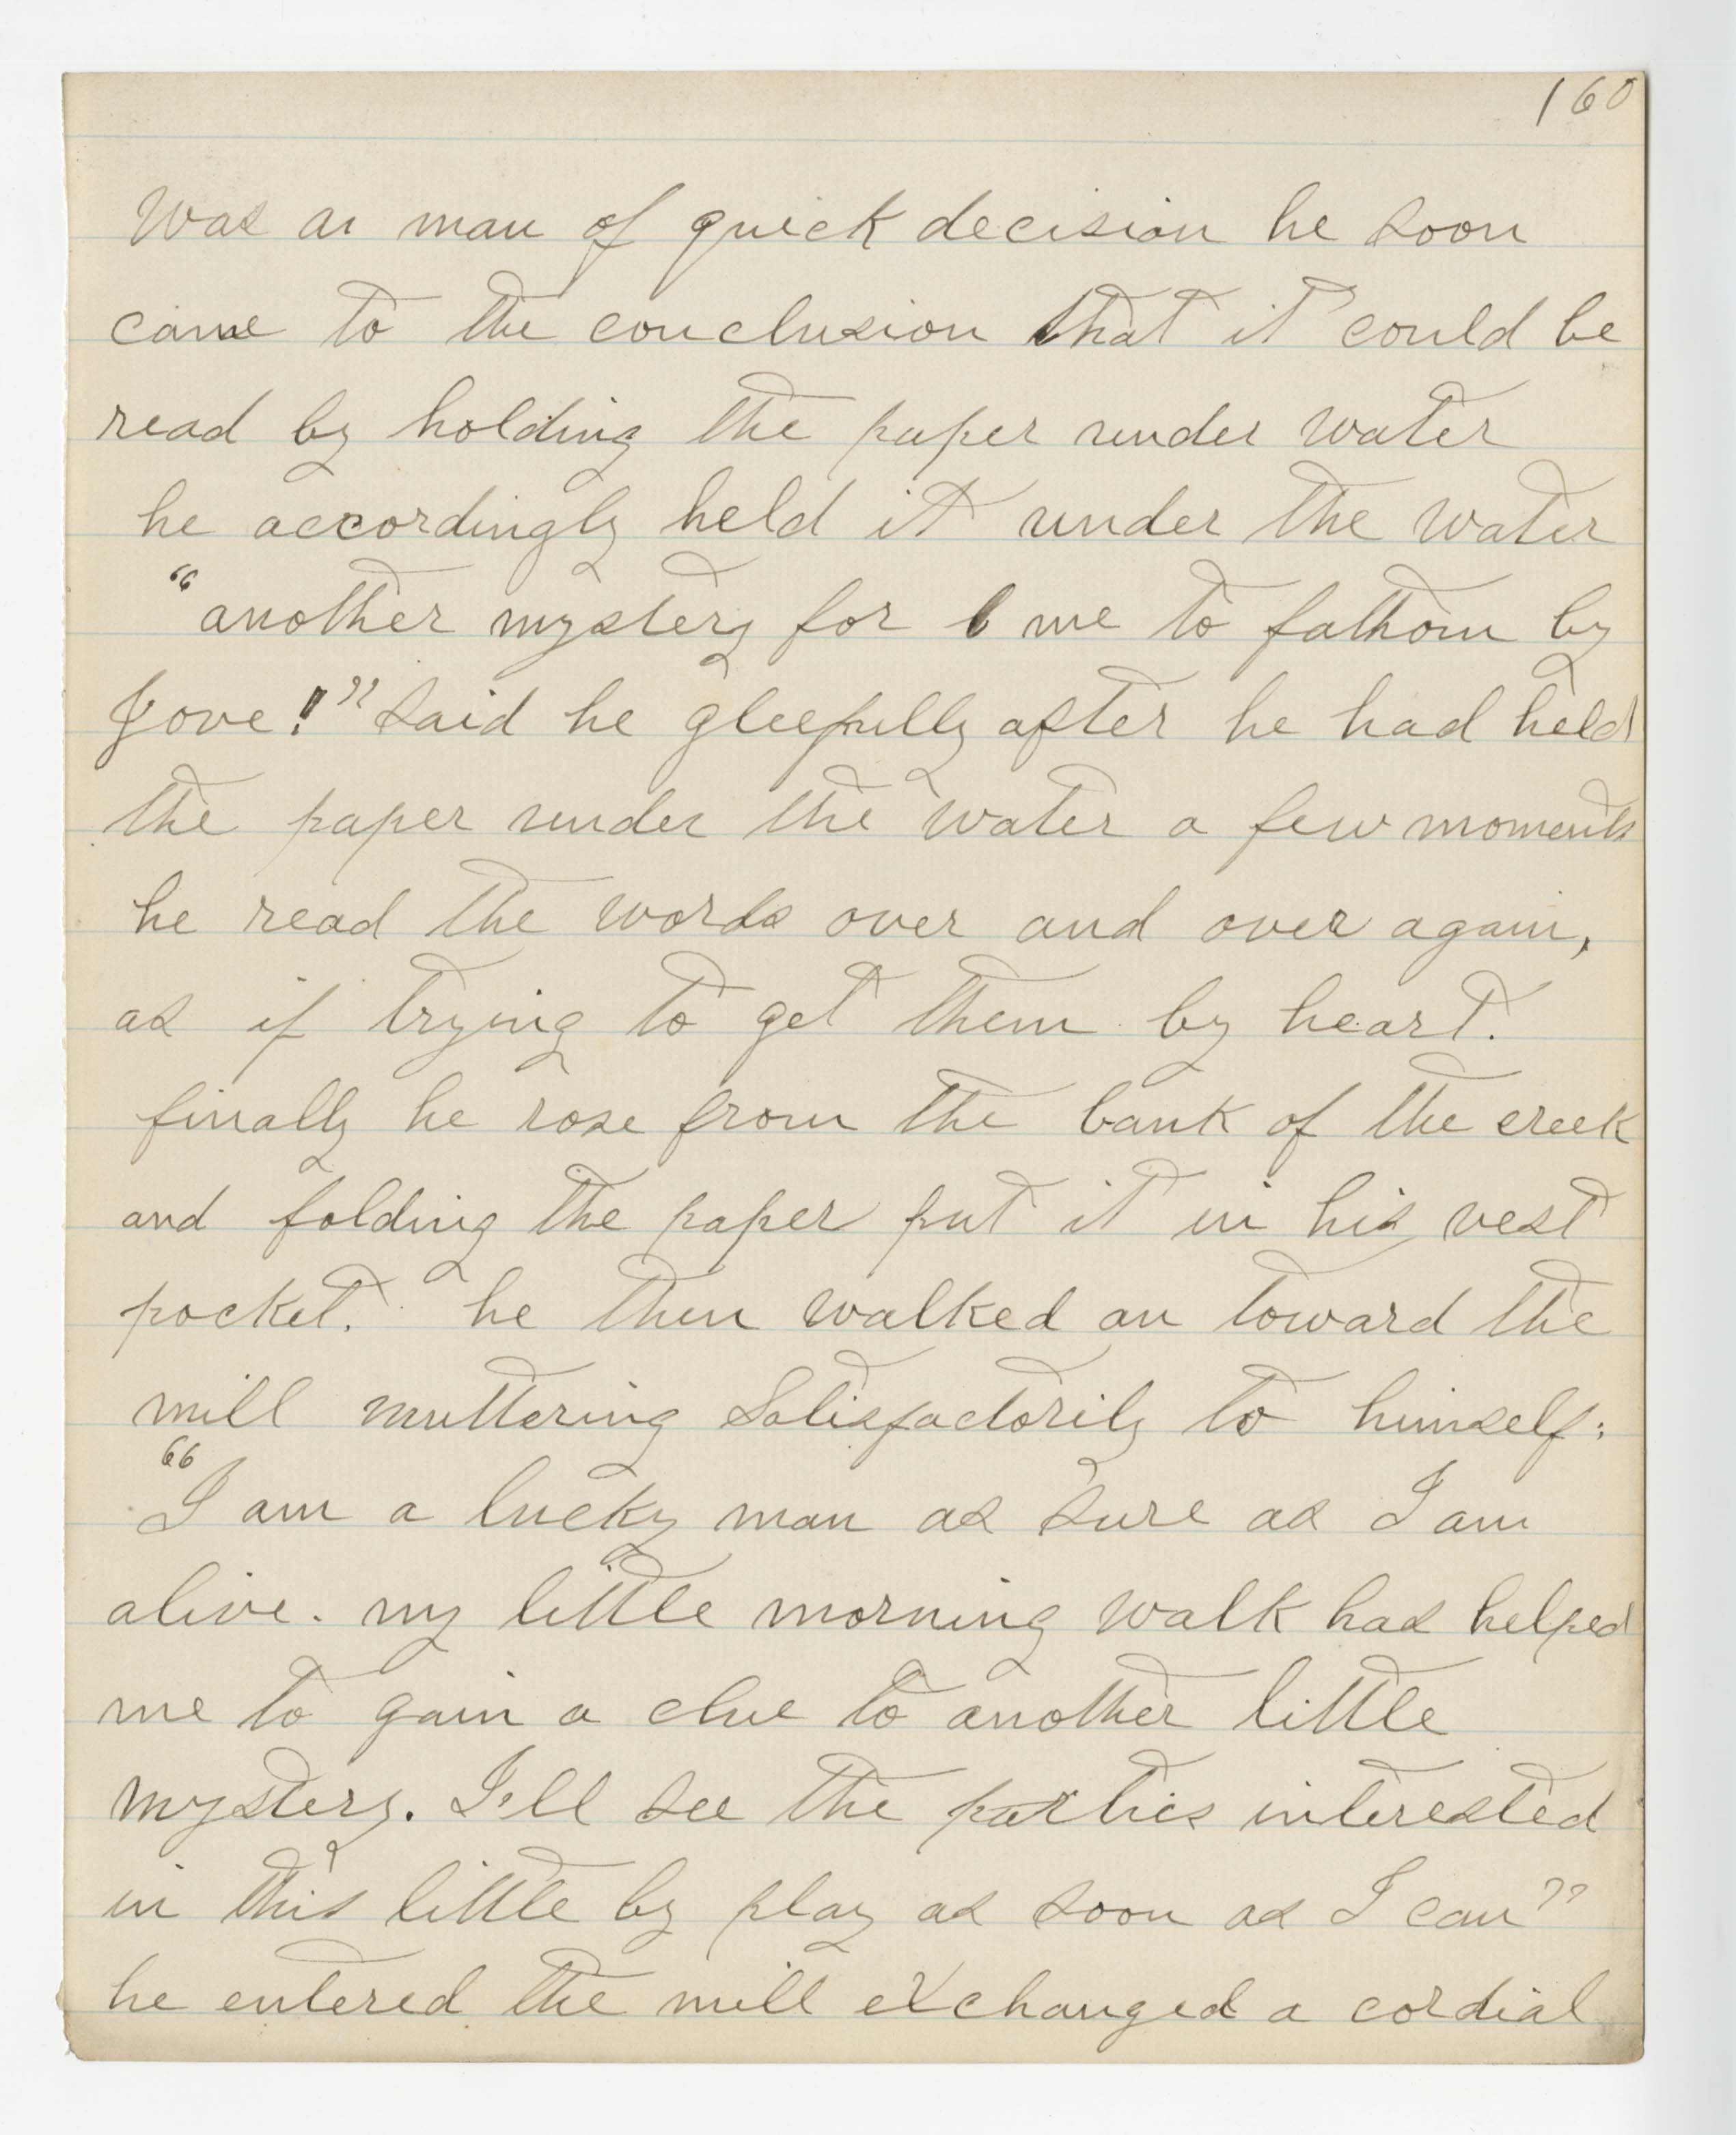 160
Was a man of quick decision he soon
came to the conclusion that it could be
read by holding the paper under water
he accordingly held it under the water
"another mystery for me to fathom by
Jove!" said he gleefully after he had held
the paper under the water a few moments
he read the words over and over again,
as if trying to get them by heart.
finally he rose from the bank of the creek
and folding the paper put it in his vest
pocket. he then walked on toward the
mill muttering Satisfactorily to himself:
"I am a lucky man as sure as I am
alive. my little morning walk has helped
me to gain a clue to another little
mystery. I'll see the parties interested
in this little by play as soon as I can"
he entered the mill exchanged a cordial